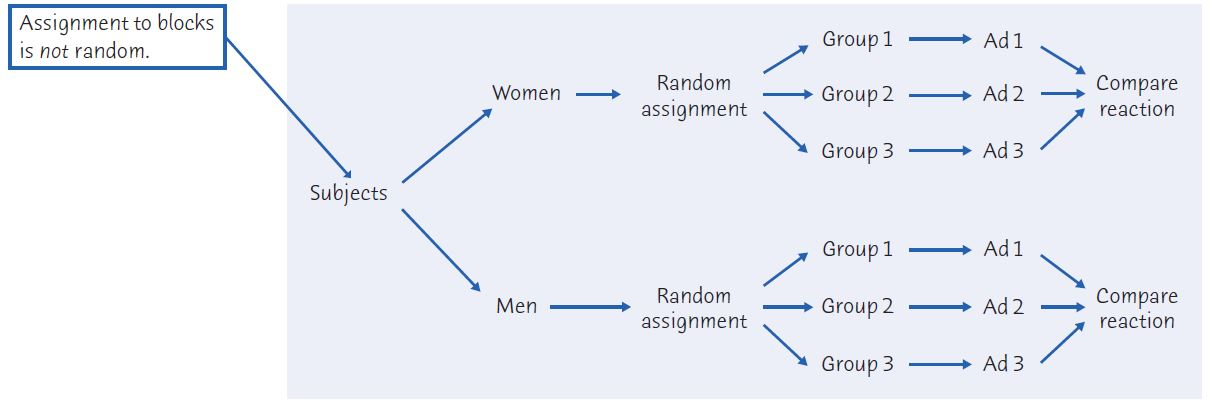 Assignment to blocks
is not random.
Subjects
Women
Random
assignment
Group 1
Ad 1
Group 2
Ad 2
Group 3
Ad 3
Compare
reaction
Men
Random
assignment
Group 1
Ad 1
Group 2
Ad 2
Group 3
Ad 3
Compare
reaction